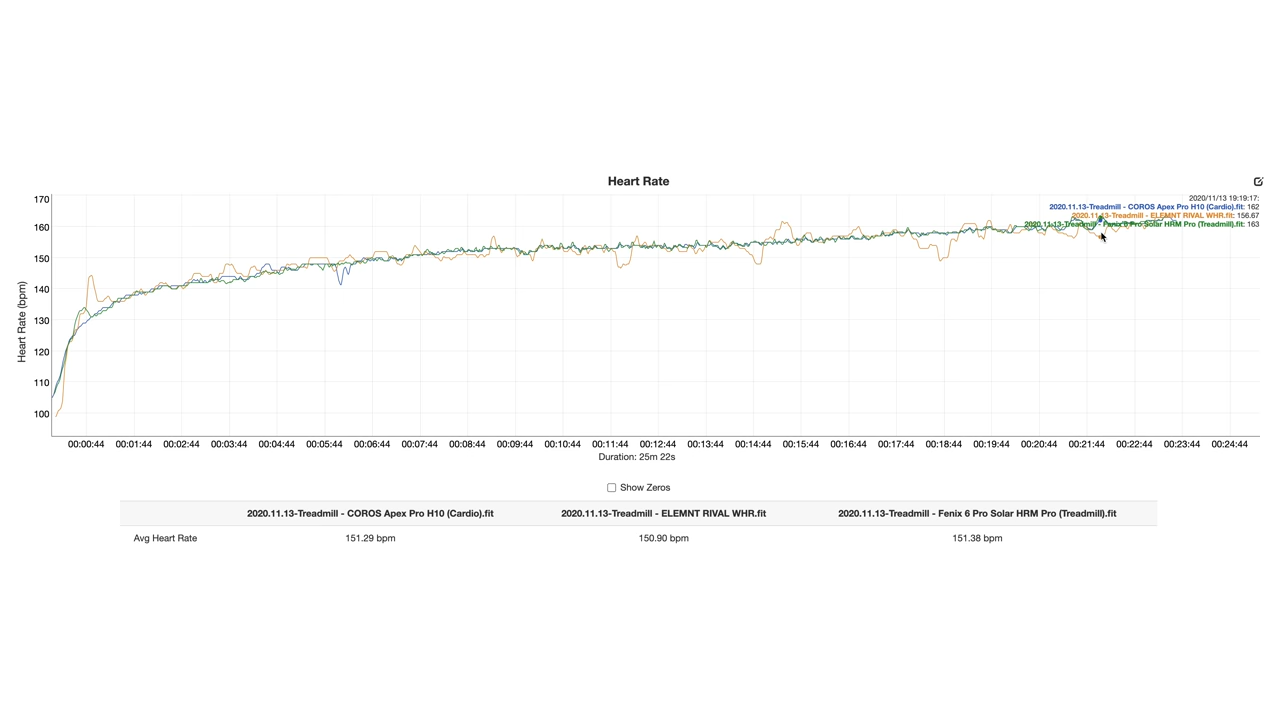 Heart Rate
2020/11/13 19:19:17:
2020.11.13-Treadmill - COROS Apex Pro H10 (Cardio).fit: 162
2020.11.13-Treadmill - ELEMNT RIVAL WHR.fit: 156.67
2020.11.13-Treadmill - Fenix 6 Pro Solar HRM Pro (Treadmill).fit: 163
170
160
150
140
130
120
110
100
Heart Rate (bpm)
00:00:44 00:01:44 00:02:44 00:03:44 00:04:44 00:05:44 00:06:44 00:07:44 00:08:44 00:09:44 00:10:44 00:11:44 00:12:44 00:13:44 00:14:44 00:15:44 00:16:44 00:17:44 00:18:44 00:19:44 00:20:44 00:21:44 00:22:44 00:23:44 00:24:44
Duration: 25m 22s
Show Zeros
2020.11.13-Treadmill - COROS Apex Pro H10 (Cardio).fit 2020.11.13-Treadmill - ELEMNT RIVAL WHR.fit 2020.11.13-Treadmill - Fenix 6 Pro Solar HRM Pro (Treadmill).fit
Avg Heart Rate 151.29 bpm 150.90 bpm 151.38 bpm